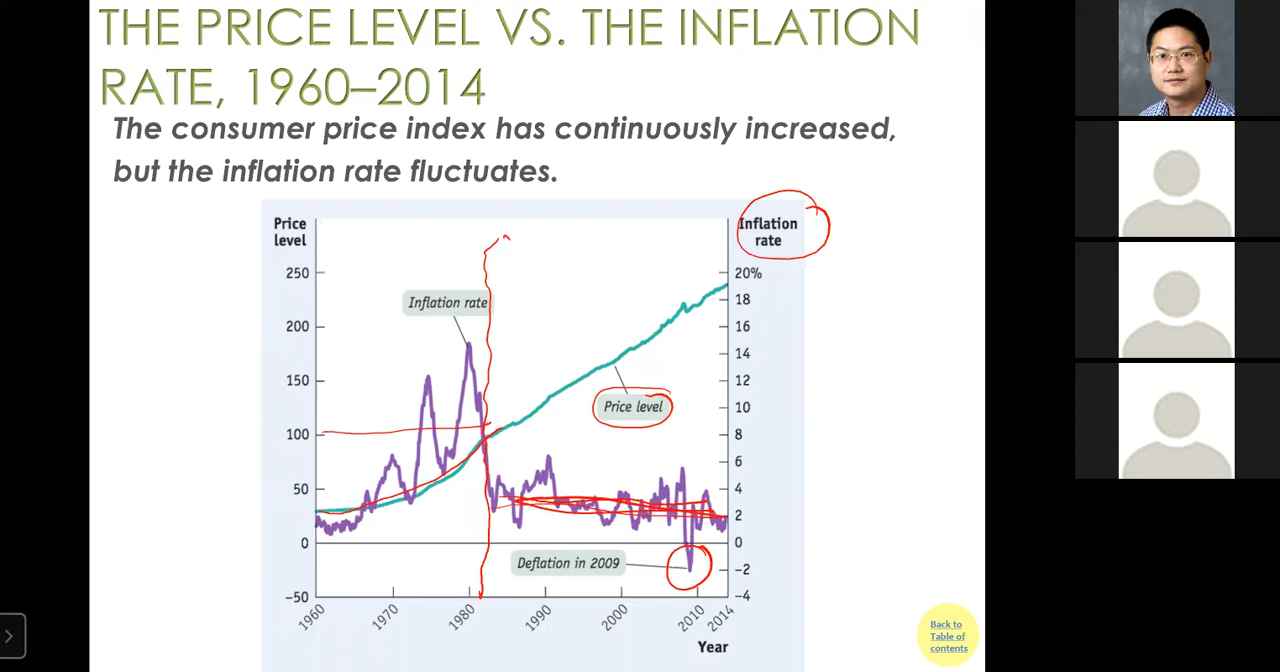 THE PRICE LEVEL VS. THE INFLATION
RATE, 1960–2014
The consumer price index has continuously increased,
but the inflation rate fluctuates.
Price
level
Inflation
rate
250
200
150
100
50
0
−50
20%
18
16
14
12
10
8
6
4
2
0
−2
−4
Inflation rate
Price level
Deflation in 2009
1960
1970
1980
1990
2000
2010
2014
Year
Back to
Table of
contents